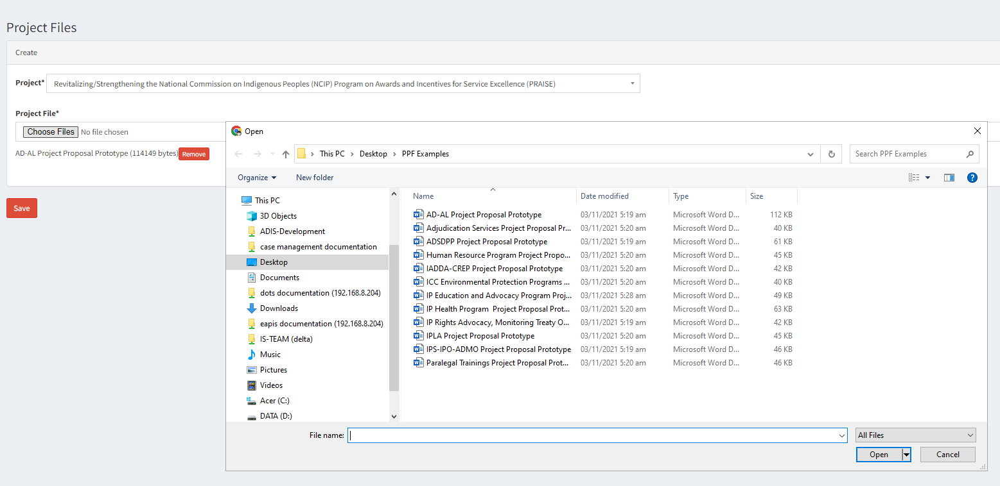 Project Files
Create
Project* Revitalizing/Strengthening the National Commission on Indigenous Peoples (NCIP) Program on Awards and Incentives for Service Excellence (PRAISE)
Project File*
Choose Files No file chosen
AD-AL Project Proposal Prototype (114149 bytes) Remove
Save
Open
This PC > Desktop > PPF Examples
Search PPF Examples
Organize New folder
This PC
3D Objects
ADIS-Development
case management documentation
Desktop
Documents
dots documentation (192.168.8.204)
Downloads
eapis documentation (192.168.8.204)
IS-TEAM (delta)
Music
Pictures
Videos
Acer (C:)
DATA (D:)
Name Date modified Type Size
AD-AL Project Proposal Prototype 03/11/2021 5:19 am Microsoft Word D... 112 KB
Adjudication Services Project Proposal Pr... 03/11/2021 5:20 am Microsoft Word D... 40 KB
ADSDPP Project Proposal Prototype 03/11/2021 5:19 am Microsoft Word D... 61 KB
Human Resource Program Project Propo... 03/11/2021 5:20 am Microsoft Word D... 45 KB
IADDA-CREP Project Proposal Prototype 03/11/2021 5:20 am Microsoft Word D... 42 KB
ICC Environmental Protection Programs ... 03/11/2021 5:20 am Microsoft Word D... 40 KB
IP Education and Advocacy Program Proj... 03/11/2021 5:28 am Microsoft Word D... 49 KB
IP Health Program Project Proposal Prot... 03/11/2021 5:20 am Microsoft Word D... 63 KB
IP Rights Advocacy, Monitoring Treaty O... 03/11/2021 5:19 am Microsoft Word D... 42 KB
IPLA Project Proposal Prototype 03/11/2021 5:20 am Microsoft Word D... 45 KB
IPS-IPO-ADMO Project Proposal Prototype 03/11/2021 5:19 am Microsoft Word D... 46 KB
Paralegal Trainings Project Proposal Prot... 03/11/2021 5:20 am Microsoft Word D... 46 KB
File name:
All Files
Open Cancel